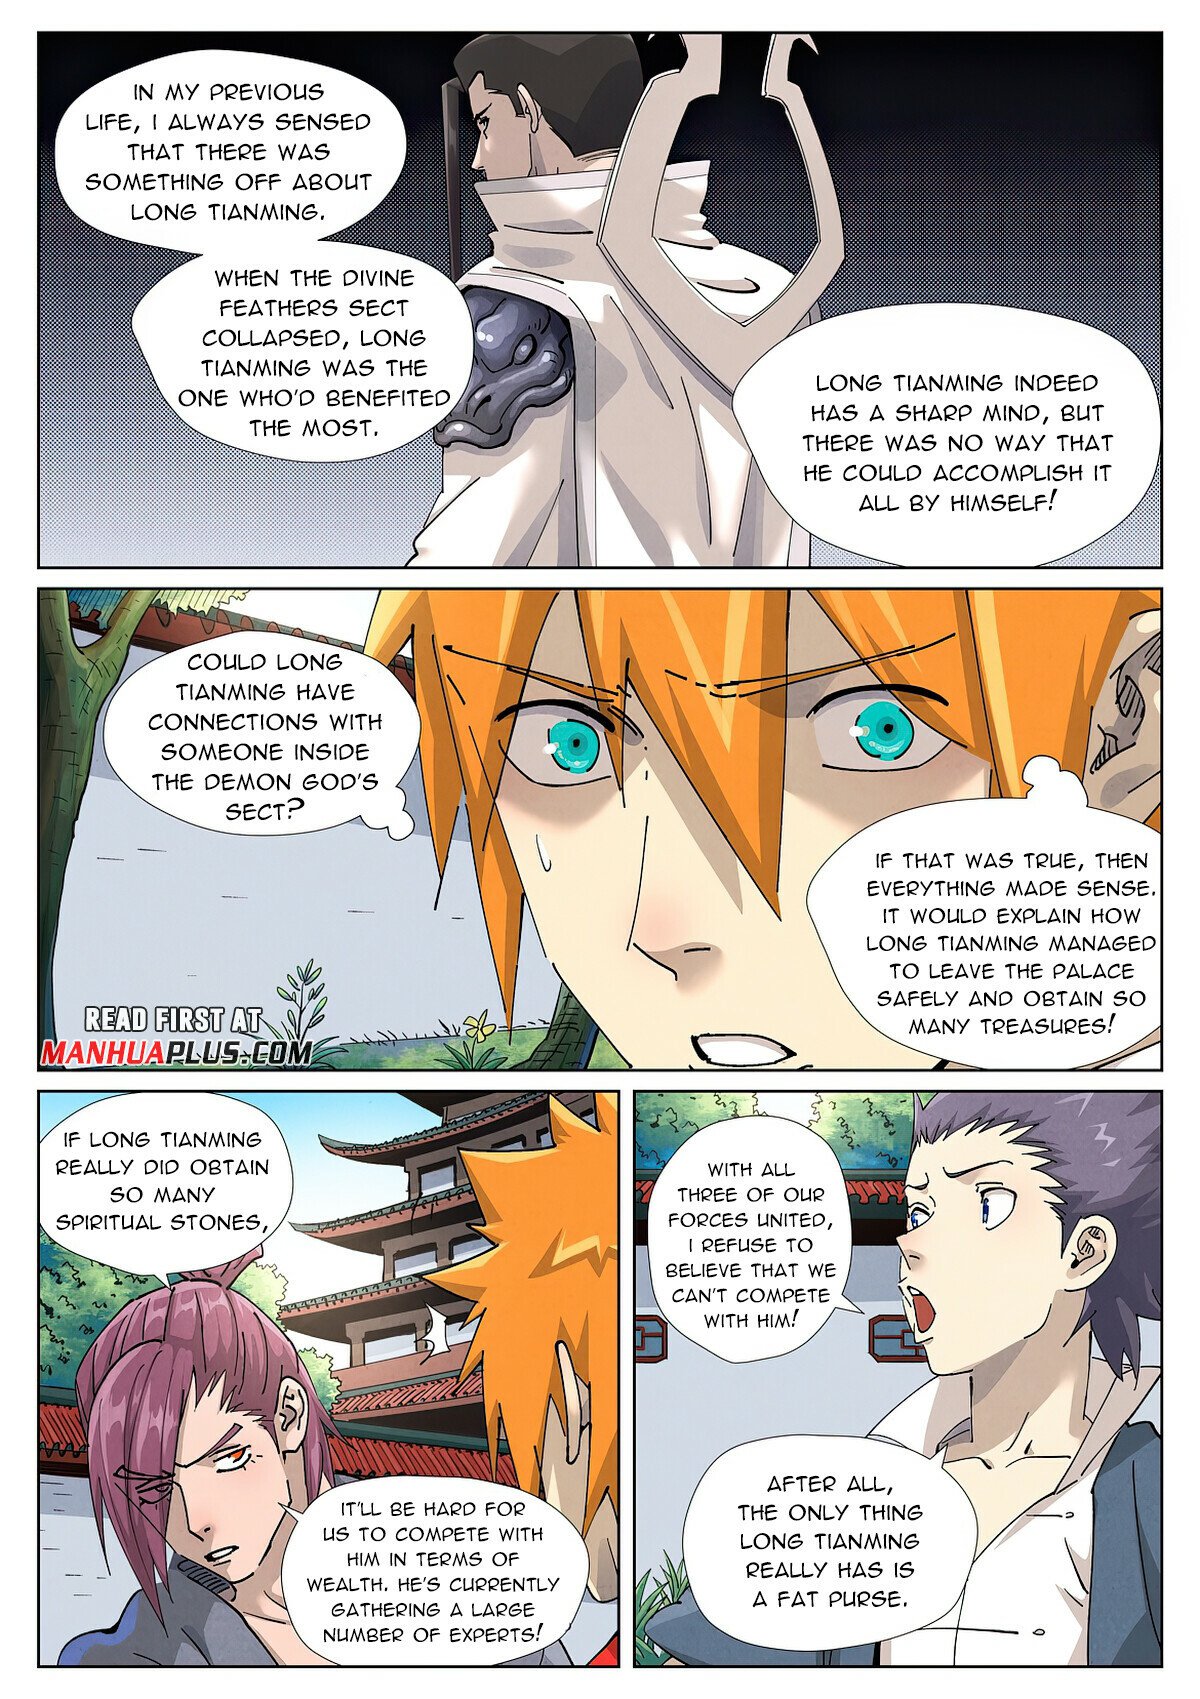 IN MY PREVIOUS
LIFE, I ALWAYS SENSED
THAT THERE WAS
SOMETHING OFF ABOUT
LONG TIANMING.
WHEN THE DIVINE
FEATHERS SECT
COLLAPSED, LONG
TIANMING WAS THE
ONE WHO'D BENEFITED
THE MOST.
LONG TIANMING INDEED
HAS A SHARP MIND, BUT
THERE WAS NO WAY THAT
HE COULD ACCOMPLISH IT
ALL BY HIMSELF!
COULD LONG
TIANMING HAVE
CONNECTIONS WITH
SOMEONE INSIDE
THE DEMON GOD'S
SECT?
IF THAT WAS TRUE, THEN
EVERYTHING MADE SENSE.
IT WOULD EXPLAIN HOW
LONG TIANMING MANAGED
TO LEAVE THE PALACE
SAFELY AND OBTAIN SO
MANY TREASURES!
READ FIRST AT
MANHUAPLUS.COM
IF LONG TIANMING
REALLY DID OBTAIN
SO MANY
SPIRITUAL STONES,
IT'LL BE HARD FOR
US TO COMPETE WITH
HIM IN TERMS OF
WEALTH. HE'S CURRENTLY
GATHERING A LARGE
NUMBER OF EXPERTS!
WITH ALL
THREE OF OUR
FORCES UNITED,
I REFUSE TO
BELIEVE THAT WE
CAN'T COMPETE
WITH HIM!
AFTER ALL,
THE ONLY THING
LONG TIANMING
REALLY HAS IS
A FAT PURSE.